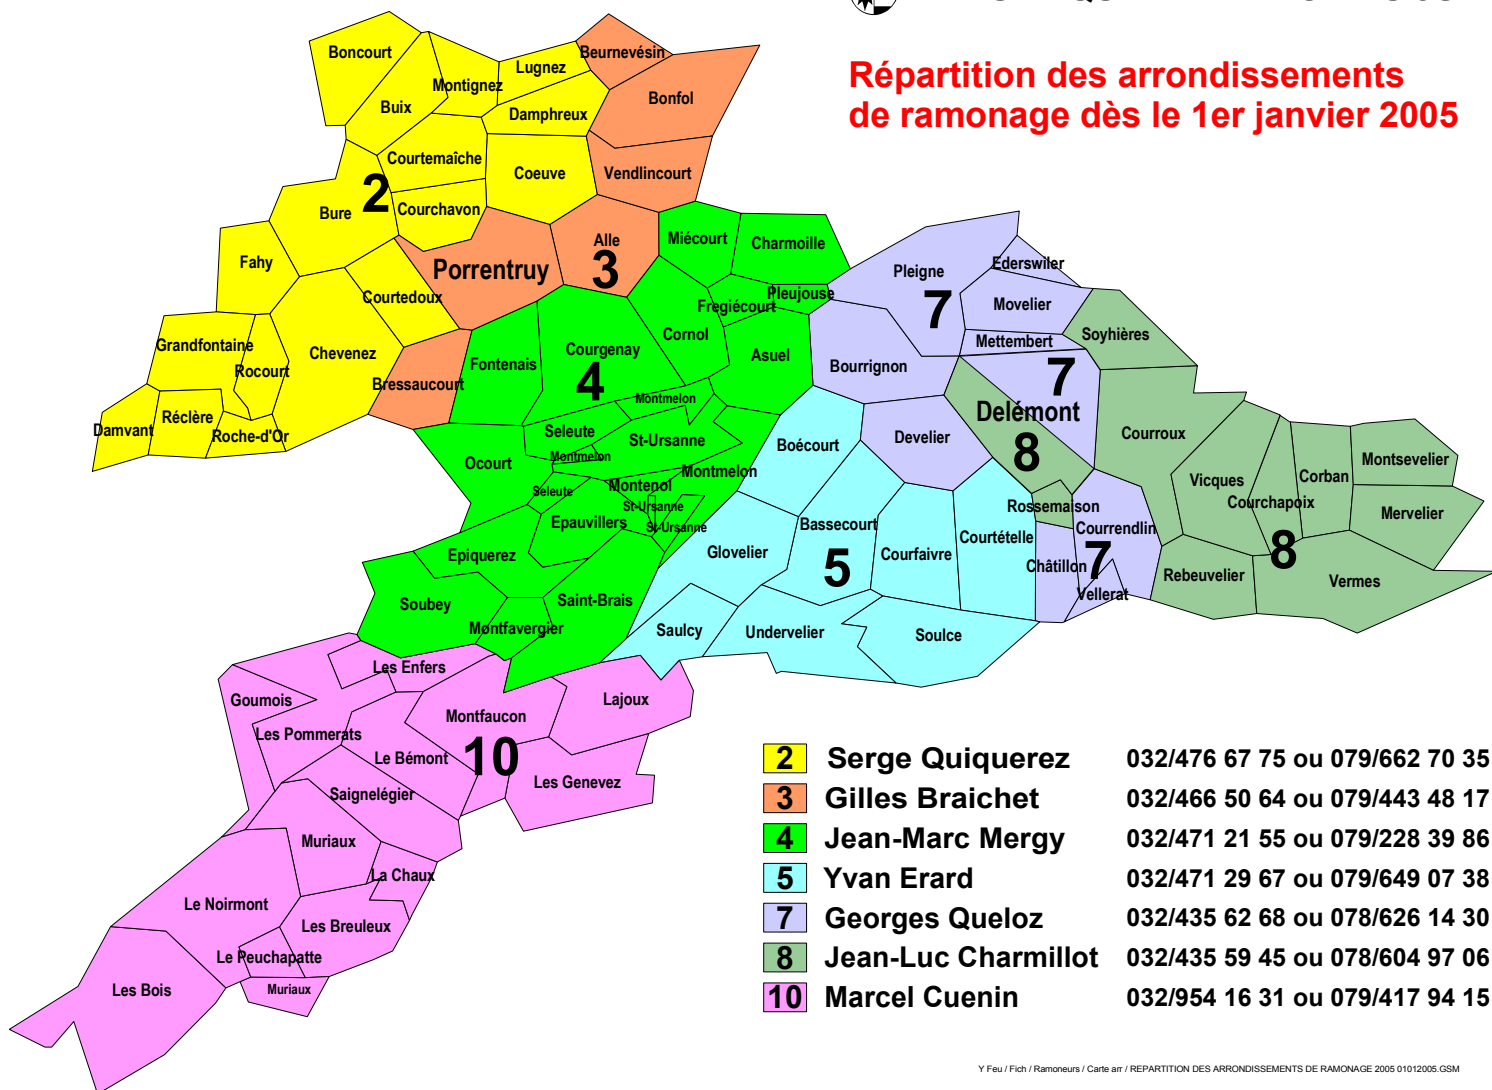 Répartition des arrondissements
de ramonage dès le 1er janvier 2005
Boncourt
Beurnevésin
Lugnez
Montignez
Buix
Bonfol
Damphreux
Courtemaîche
Coeuve
Vendlincourt
2
Bure
Courchavon
Alle
3
Miécourt
Charmoille
Fahy
Porrentruy
Pleigne
Ederswiler
7
Courtedoux
Pleujouse
Fregiécourt
Movelier
Grandfontaine
Cornol
Soyhières
Mettembert
Chevenez
Rocourt
Courgenay
Asuel
Fontenais
4
Bourrignon
7
Bressaucourt
Montmelon
Delémont
Réclère
Damvant
Roche-d'Or
Seleute
St-Ursanne
Boécourt
Develier
8
Courroux
Ocourt
Montmelon
Montmelon
Montsevelier
Seleute
Montenol
Vicques
Corban
St-Ursanne
Rossemaison
Courchapoix
Mervelier
Epauvillers
St-Ursanne
Bassecourt
Courrendlin
Epiquerez
Glovelier
5
Courfaivre
Courtételle
Châtillon
7
8
Rebeuvelier
Vermes
Soubey
Saint-Brais
Vellerat
Montfavergier
Saulcy
Undervelier
Soulce
Les Enfers
Goumois
Lajoux
Montfaucon
Les Pommerats
Le Bémont
10
Les Genevez
Saignelégier
Muriaux
La Chaux
Le Noirmont
Les Breuleux
Le Peuchapatte
Les Bois
Muriaux
2 Serge Quiquerez 032/476 67 75 ou 079/662 70 35
3 Gilles Braichet 032/466 50 64 ou 079/443 48 17
4 Jean-Marc Mergy 032/471 21 55 ou 079/228 39 86
5 Yvan Erard 032/471 29 67 ou 079/649 07 38
7 Georges Queloz 032/435 62 68 ou 078/626 14 30
8 Jean-Luc Charmillot 032/435 59 45 ou 078/604 97 06
10 Marcel Cuenin 032/954 16 31 ou 079/417 94 15
Y Feu / Fich / Ramoneurs / Carte arr / REPARTITION DES ARRONDISSEMENTS DE RAMONAGE 2005 01012005.GSM